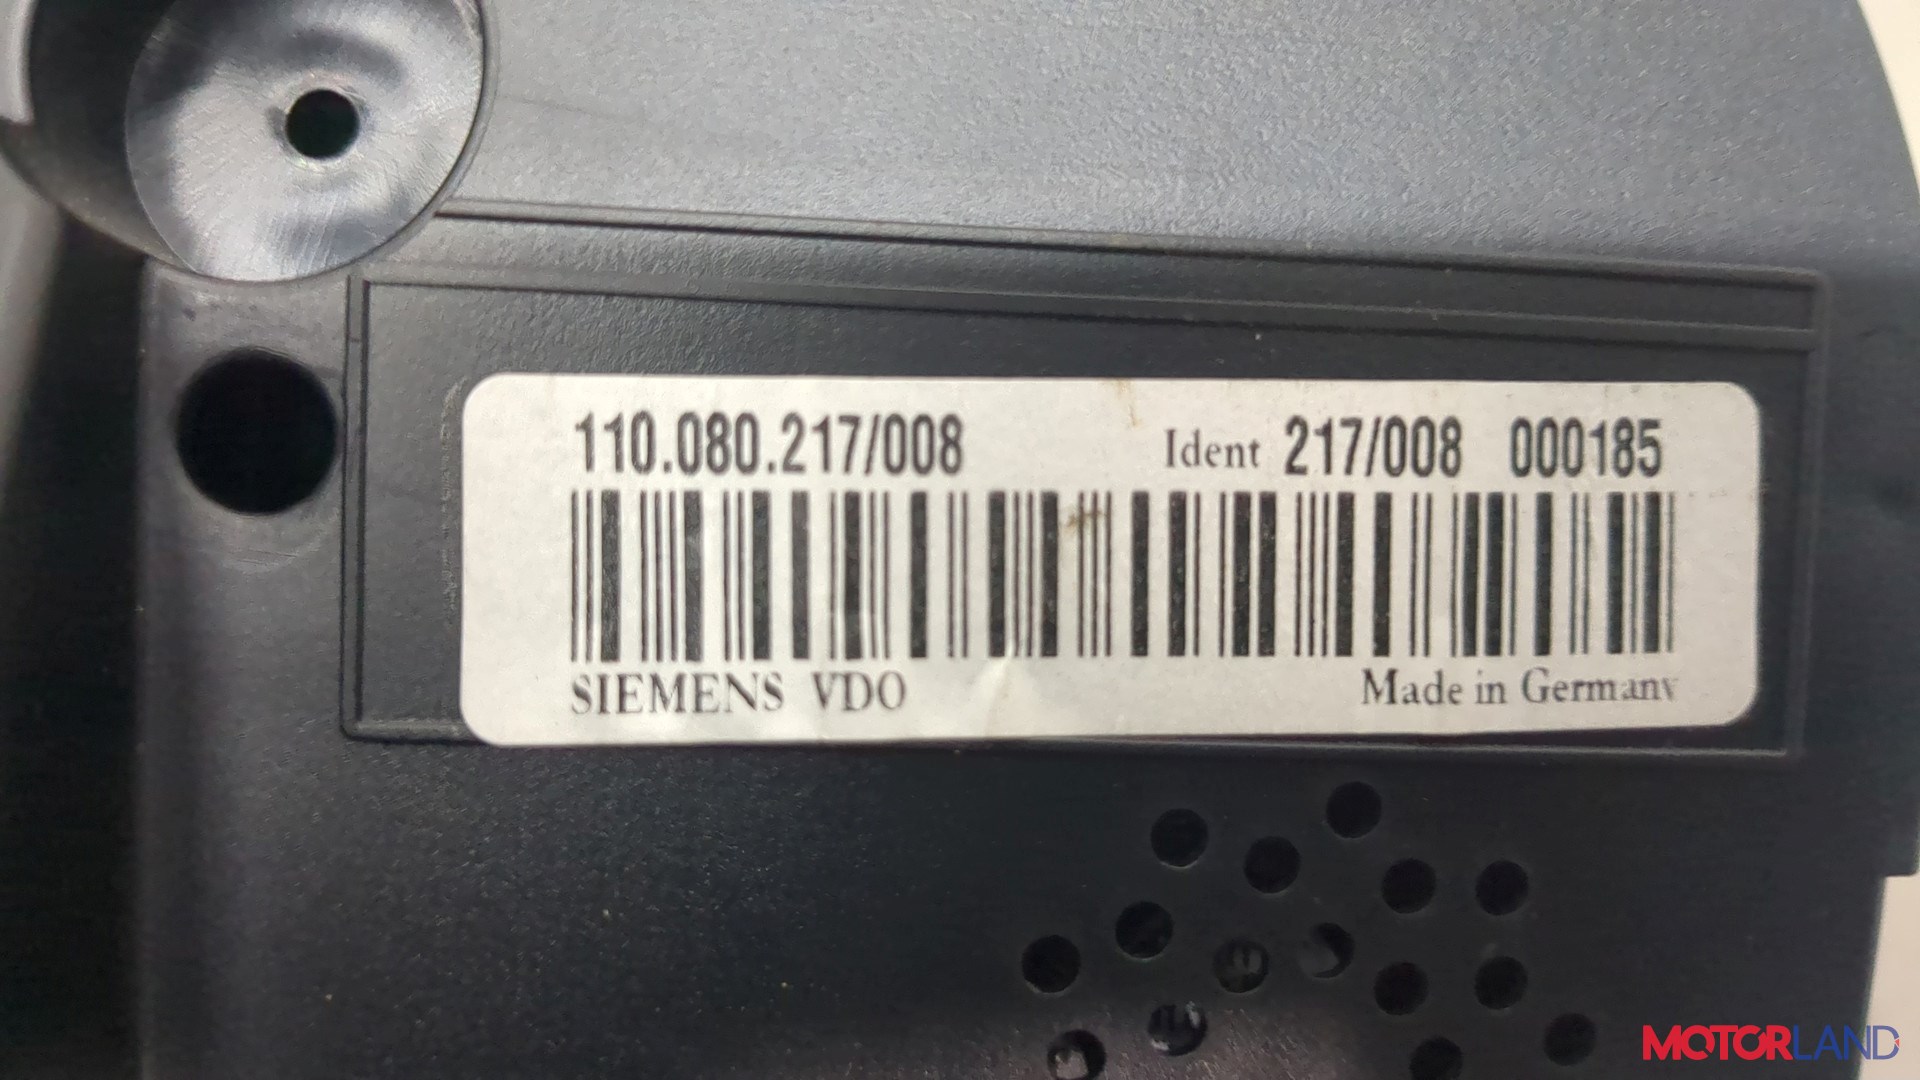 110.080.217/008 Ident 217/008 000185
SIEMENS VDO Made in Germany
MOTORLAND